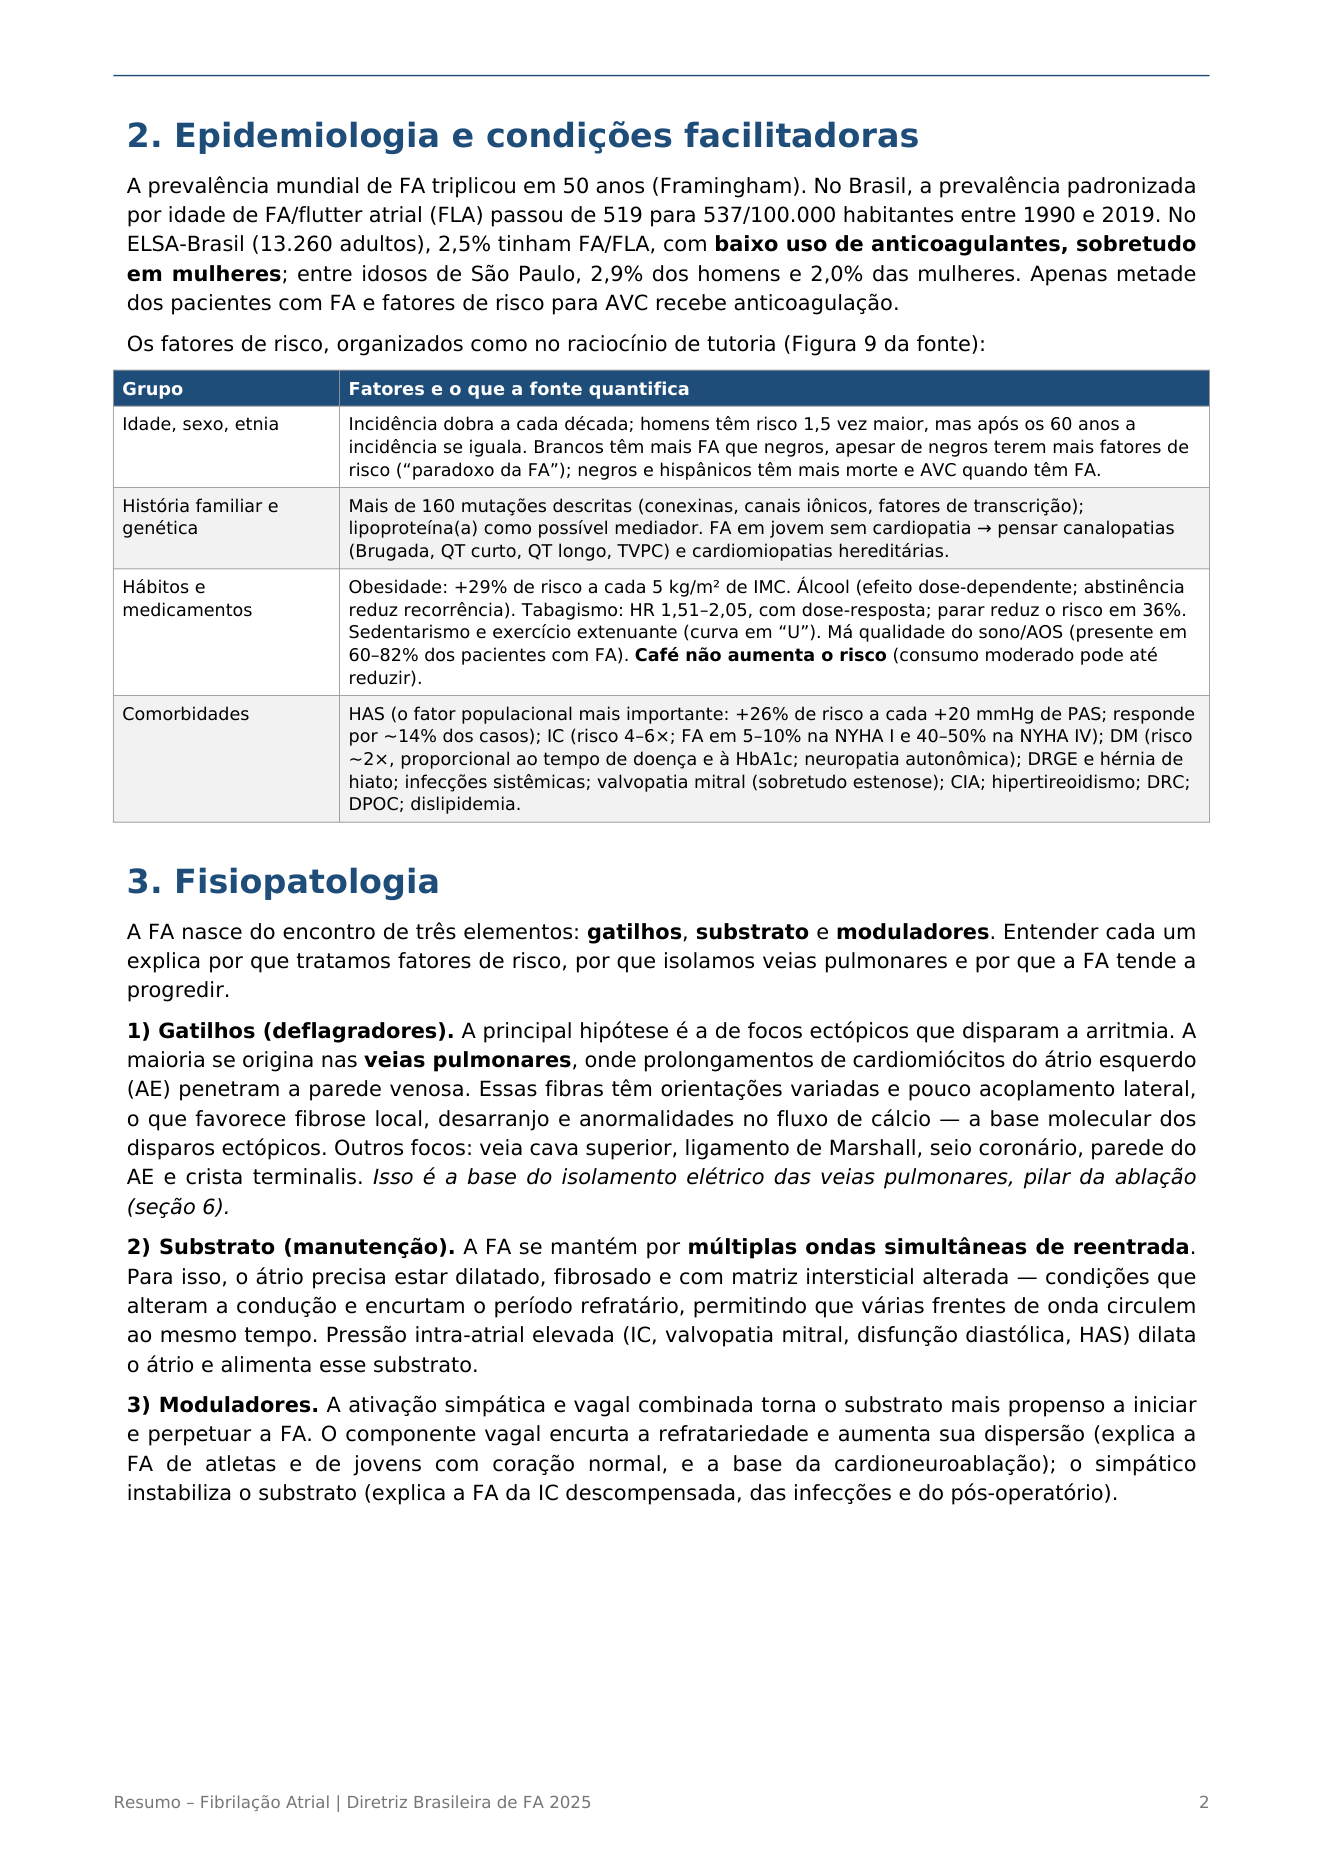 2. Epidemiologia e condições facilitadoras
A prevalência mundial de FA triplicou em 50 anos (Framingham). No Brasil, a prevalência padronizada
por idade de FA/flutter atrial (FLA) passou de 519 para 537/100.000 habitantes entre 1990 e 2019. No
ELSA-Brasil (13.260 adultos), 2,5% tinham FA/FLA, com baixo uso de anticoagulantes, sobretudo
em mulheres; entre idosos de São Paulo, 2,9% dos homens e 2,0% das mulheres. Apenas metade
dos pacientes com FA e fatores de risco para AVC recebe anticoagulação.
Os fatores de risco, organizados como no raciocínio de tutoria (Figura 9 da fonte):
Grupo
Fatores e o que a fonte quantifica
Idade, sexo, etnia
Incidência dobra a cada década; homens têm risco 1,5 vez maior, mas após os 60 anos a
incidência se iguala. Brancos têm mais FA que negros, apesar de negros terem mais fatores de
risco (“paradoxo da FA”); negros e hispânicos têm mais morte e AVC quando têm FA.
História familiar e
genética
Mais de 160 mutações descritas (conexinas, canais iônicos, fatores de transcrição);
lipoproteína(a) como possível mediador. FA em jovem sem cardiopatia → pensar canalopatias
(Brugada, QT curto, QT longo, TVPC) e cardiomiopatias hereditárias.
Hábitos e
medicamentos
Obesidade: +29% de risco a cada 5 kg/m² de IMC. Álcool (efeito dose-dependente; abstinência
reduz recorrência). Tabagismo: HR 1,51–2,05, com dose-resposta; parar reduz o risco em 36%.
Sedentarismo e exercício extenuante (curva em “U”). Má qualidade do sono/AOS (presente em
60–82% dos pacientes com FA). Café não aumenta o risco (consumo moderado pode até
reduzir).
Comorbidades
HAS (o fator populacional mais importante: +26% de risco a cada +20 mmHg de PAS; responde
por ~14% dos casos); IC (risco 4–6×; FA em 5–10% na NYHA I e 40–50% na NYHA IV); DM (risco
~2×, proporcional ao tempo de doença e à HbA1c; neuropatia autonômica); DRGE e hérnia de
hiato; infecções sistêmicas; valvopatia mitral (sobretudo estenose); CIA; hipertireoidismo; DRC;
DPOC; dislipidemia.
3. Fisiopatologia
A FA nasce do encontro de três elementos: gatilhos, substrato e moduladores. Entender cada um
explica por que tratamos fatores de risco, por que isolamos veias pulmonares e por que a FA tende a
progredir.
1) Gatilhos (deflagradores). A principal hipótese é a de focos ectópicos que disparam a arritmia. A
maioria se origina nas veias pulmonares, onde prolongamentos de cardiomiócitos do átrio esquerdo
(AE) penetram a parede venosa. Essas fibras têm orientações variadas e pouco acoplamento lateral,
o que favorece fibrose local, desarranjo e anormalidades no fluxo de cálcio — a base molecular dos
disparos ectópicos. Outros focos: veia cava superior, ligamento de Marshall, seio coronário, parede do
AE e crista terminalis. Isso é a base do isolamento elétrico das veias pulmonares, pilar da ablação
(seção 6).
2) Substrato (manutenção). A FA se mantém por múltiplas ondas simultâneas de reentrada.
Para isso, o átrio precisa estar dilatado, fibrosado e com matriz intersticial alterada — condições que
alteram a condução e encurtam o período refratário, permitindo que várias frentes de onda circulem
ao mesmo tempo. Pressão intra-atrial elevada (IC, valvopatia mitral, disfunção diastólica, HAS) dilata
o átrio e alimenta esse substrato.
3) Moduladores. A ativação simpática e vagal combinada torna o substrato mais propenso a iniciar
e perpetuar a FA. O componente vagal encurta a refratariedade e aumenta sua dispersão (explica a
FA de atletas e de jovens com coração normal, e a base da cardioneuroablação); o simpático
instabiliza o substrato (explica a FA da IC descompensada, das infecções e do pós-operatório).
Resumo – Fibrilação Atrial | Diretriz Brasileira de FA 2025
2